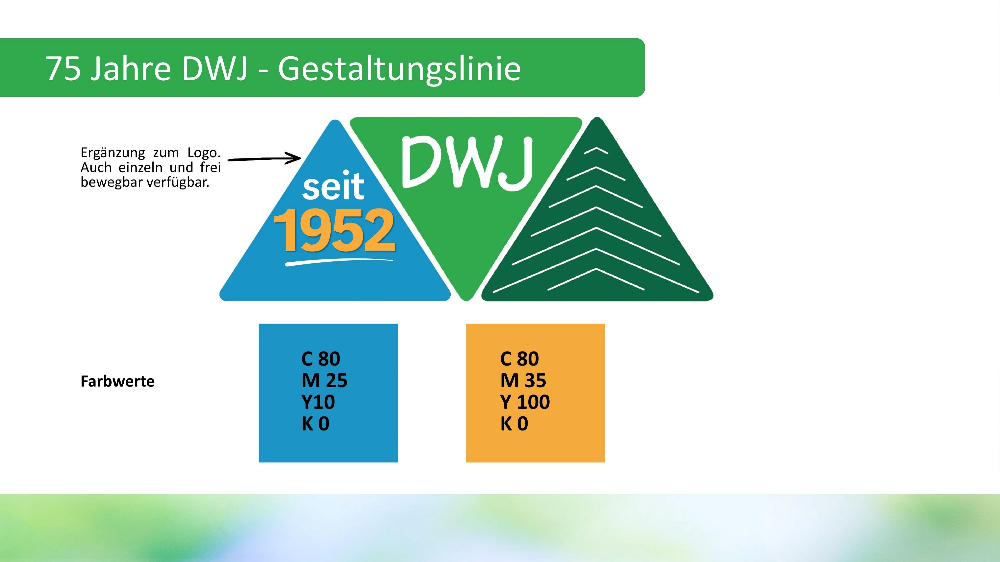 75 Jahre DWJ - Gestaltungslinie
Ergänzung zum Logo.
Auch einzeln und frei
bewegbar verfügbar.
seit
1952
DWJ
Farbwerte
C 80
M 25
Y10
K 0
C 80
M 35
Y 100
K 0